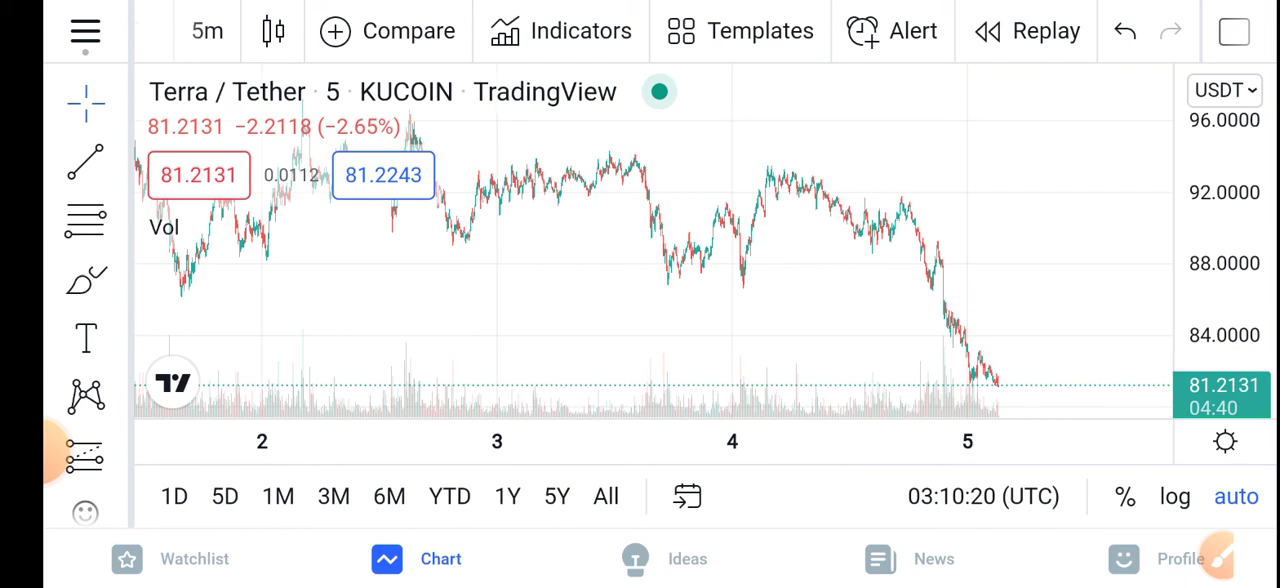 5m Compare Indicators Templates Alert Replay
Terra / Tether · 5 · KUCOIN · TradingView
USDT
81.2131 −2.2118 (−2.65%)
96.0000
81.2131 0.0112 81.2243
92.0000
Vol
88.0000
84.0000
81.2131
04:40
2 3 4 5
1D 5D 1M 3M 6M YTD 1Y 5Y All 03:10:20 (UTC) % log auto
Watchlist Chart Ideas News Profile